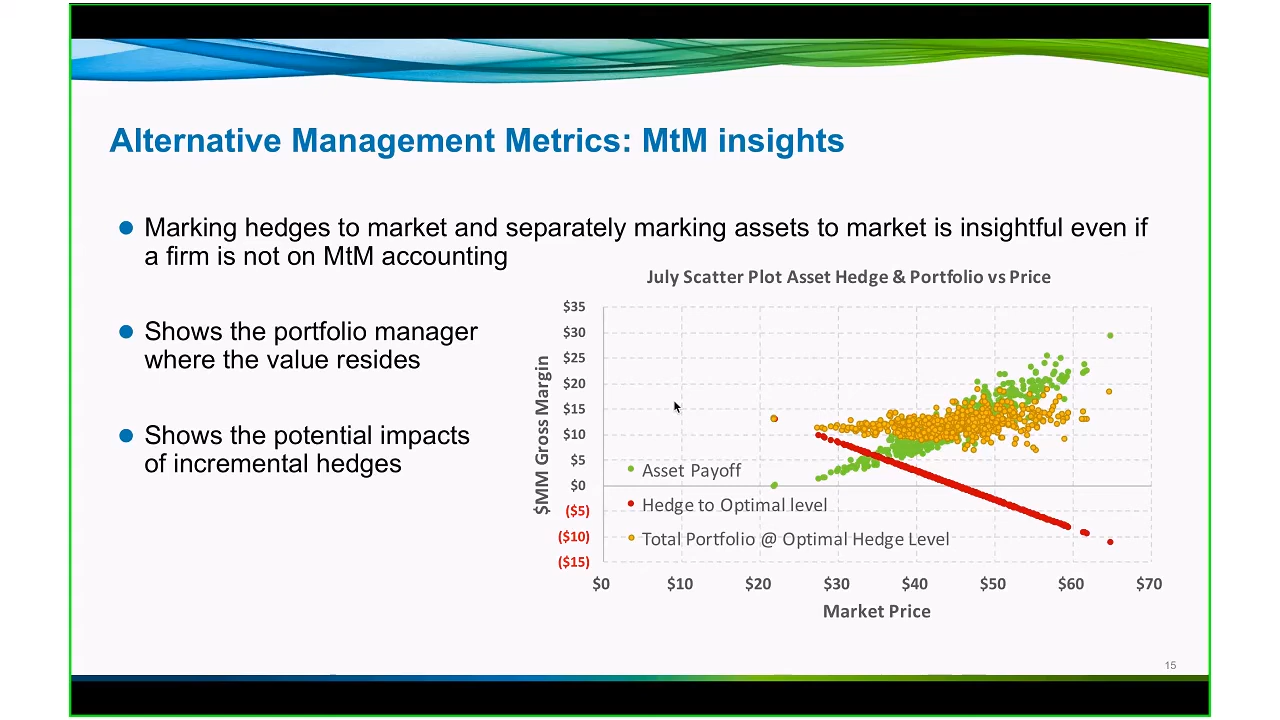 Alternative Management Metrics: MtM insights
Marking hedges to market and separately marking assets to market is insightful even if
a firm is not on MtM accounting
Shows the portfolio manager
where the value resides
Shows the potential impacts
of incremental hedges
July Scatter Plot Asset Hedge & Portfolio vs Price
$MM Gross Margin
$35
$30
$25
$20
$15
$10
$5
$0
($5)
($10)
($15)
Asset Payoff
Hedge to Optimal level
Total Portfolio @ Optimal Hedge Level
$0 $10 $20 $30 $40 $50 $60 $70
Market Price
15